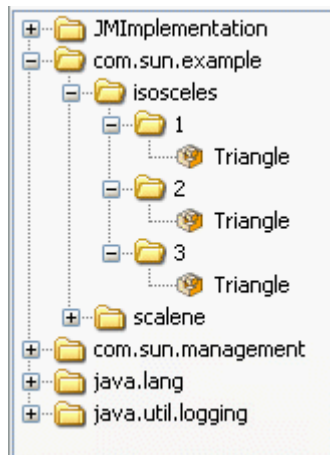 JMImplementation
com.sun.example
isosceles
1
Triangle
2
Triangle
3
Triangle
scalene
com.sun.management
java.lang
java.util.logging